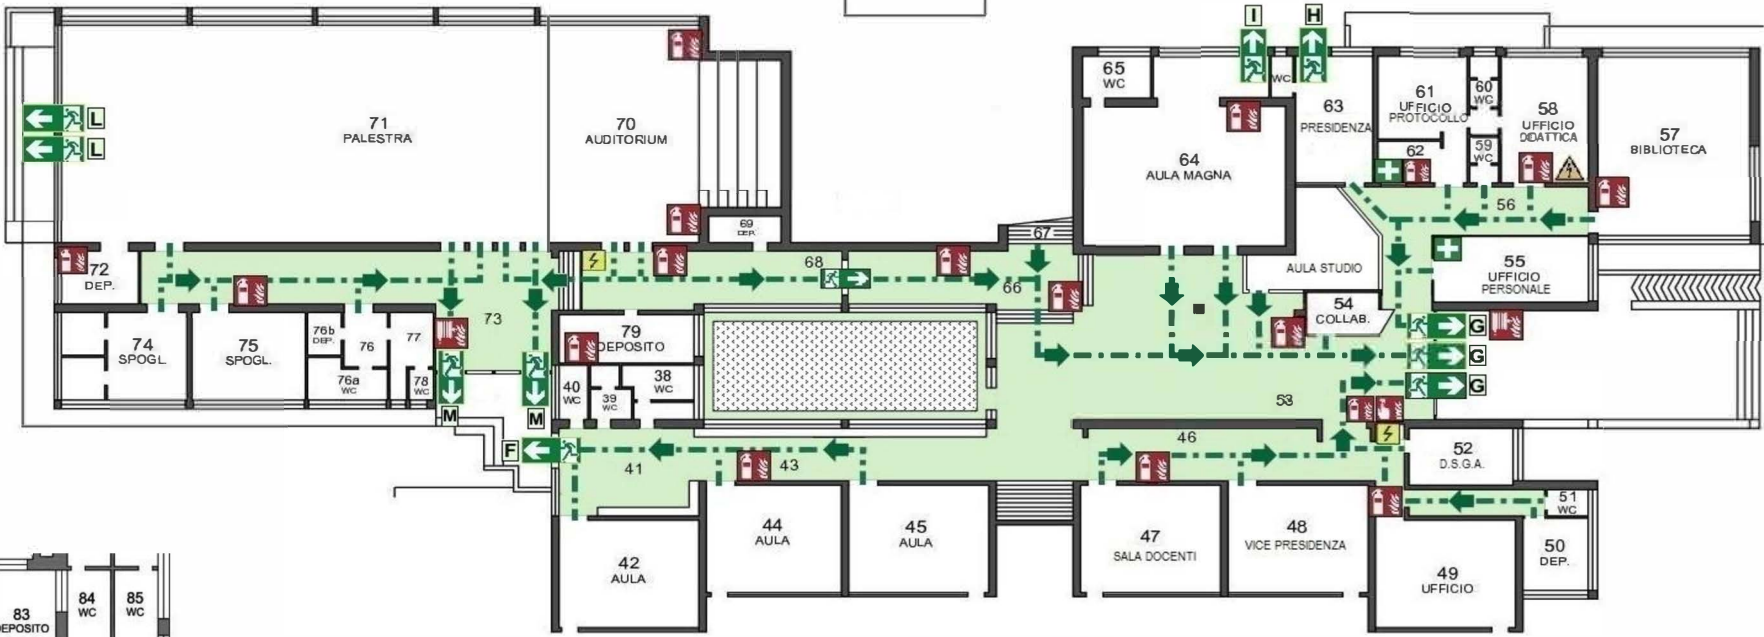 I
H
L
L
71
PALESTRA
70
AUDITORIUM
65
WC
WC
63
PRESIDENZA
61
UFFICIO
PROTOCOLLO
60
WC
58
UFFICIO
DIDATTICA
57
BIBLIOTECA
64
AULA MAGNA
62
59
WC
56
69
DEP.
67
72
DEP.
68
66
AULA STUDIO
55
UFFICIO
PERSONALE
54
COLLAB.
73
74
SPOGL.
75
SPOGL.
76b
DEP.
76
77
76a
WC
78
WC
79
DEPOSITO
40
WC
39
WC
38
WC
G
G
G
M
M
F
53
41
43
46
52
D.S.G.A.
51
WC
42
AULA
44
AULA
45
AULA
47
SALA DOCENTI
48
VICE PRESIDENZA
49
UFFICIO
50
DEP.
83
EPOSITO
84
WC
85
WC